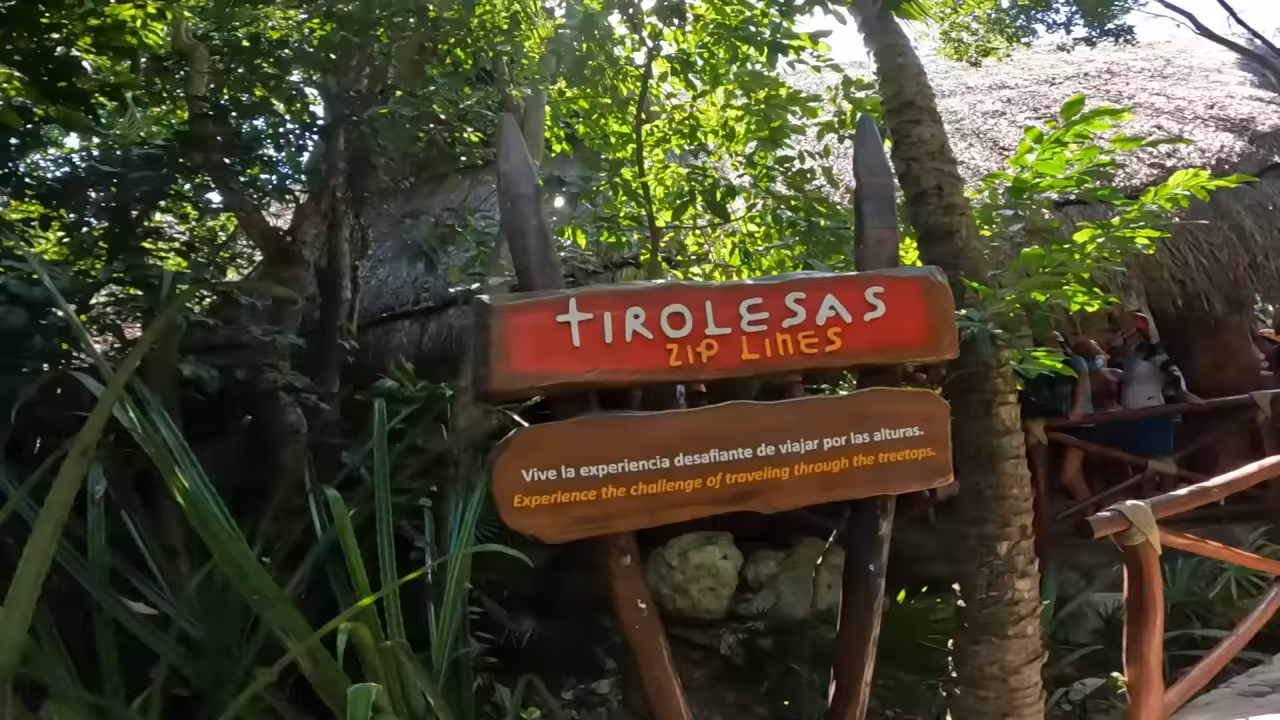 TIROLESAS
ZIP LINES
Vive la experiencia desafiante de viajar por las alturas.
Experience the challenge of traveling through the treetops.